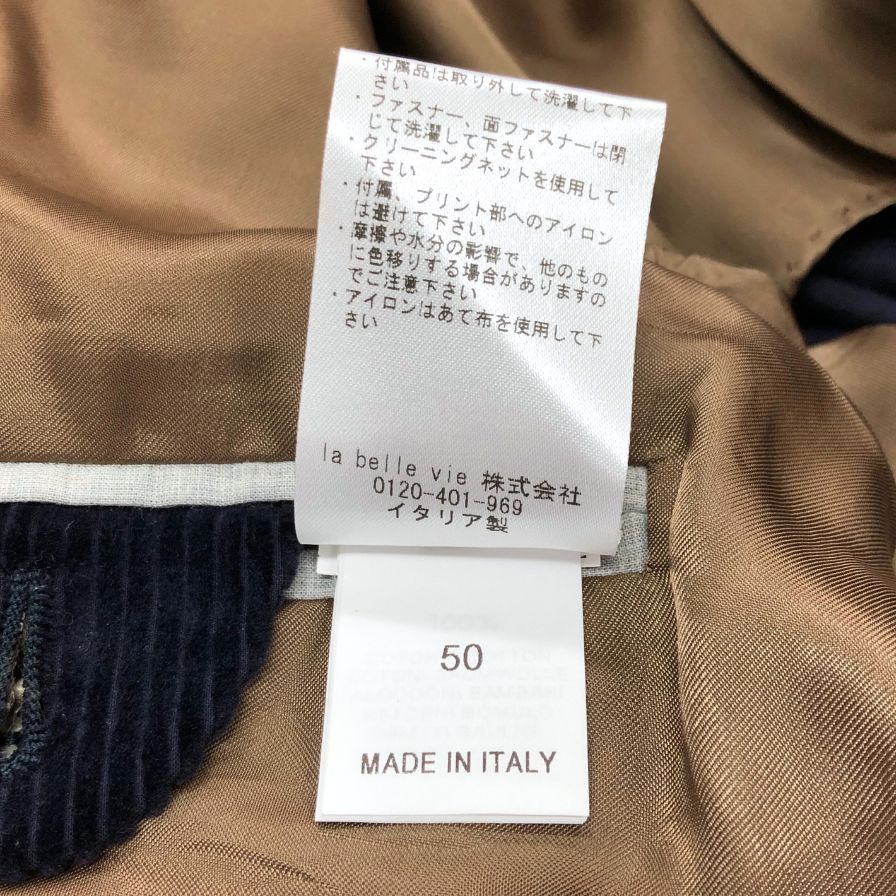 ・付属品は取り外して洗濯して下
さい
・ファスナー、面ファスナーは閉
じて洗濯して下さい
・クリーニングネットを使用して
下さい
・付属、プリント部へのアイロン
は避けて下さい
・摩擦や水分の影響で、他のもの
に色移りする場合がありますの
でご注意下さい
・アイロンはあて布を使用して下
さい
la belle vie 株式会社
0120-401-969
イタリア製
50
MADE IN ITALY